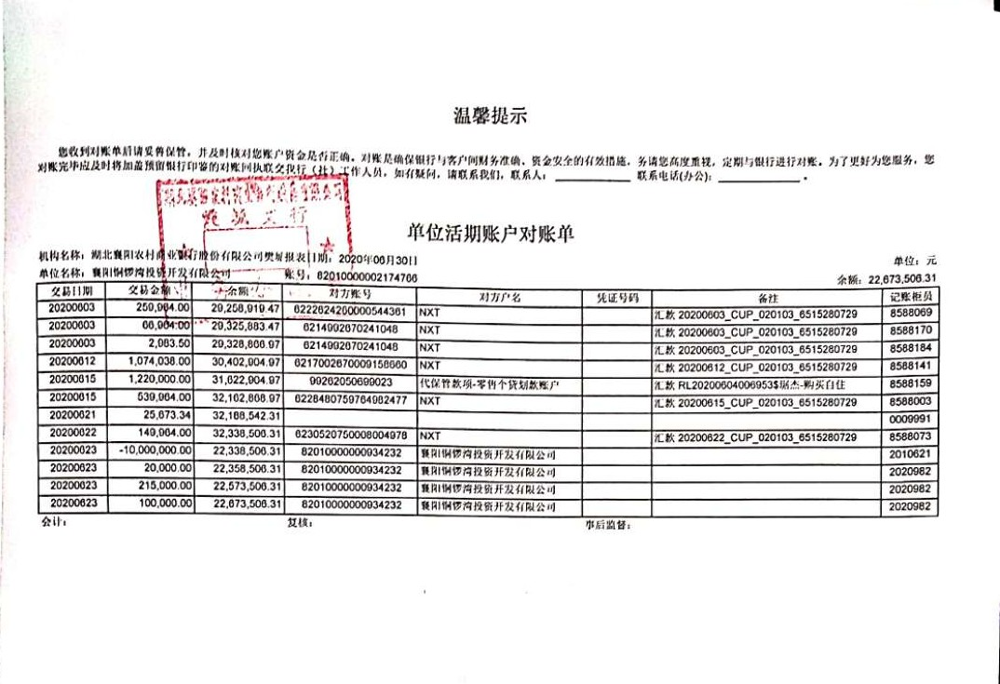 温馨提示
您收到对账单后请妥善保管，并及时核对您账户资金是否正确，对账是确保银行与客户间财务准确、资金安全的有效措施，务请您高度重视，定期与银行进行对账，为了更好为您服务，您
对账完毕应及时将加盖预留银行印鉴的对账回执联交我行（社）工作人员，如有疑问，请联系我们，联系人： 联系电话(办公)： 。
单位活期账户对账单
机构名称：湖北襄阳农村商业银行股份有限公司樊城 报表日期：2020年06月30日 单位：元
单位名称：襄阳铜锣湾投资开发有限公司 账号：82010000002174766 余额：22,673,506.31
交易日期 交易金额 余额 对方账号 对方户名 凭证号码 备注 记账柜员
20200603 259,964.00 29,258,919.47 NXT 汇款 20200603_CUP_020103_6515280729 8588069
20200603 66,964.00 29,325,883.47 6214992670241048 NXT 汇款 20200603_CUP_020103_6515280729 8588170
20200603 2,983.50 29,328,866.97 6214992670241048 NXT 汇款 20200603_CUP_020103_6515280729 8588184
20200612 1,074,038.00 30,402,904.97 6217002670009158660 NXT 汇款 20200612_CUP_020103_6515280729 8588141
20200615 1,220,000.00 31,622,904.97 99262050699023 代保管款项-零售个贷划款账户 汇款 RL20200604006953$琚杰-购买自住 8588159
20200615 539,964.00 32,162,868.97 6228480759764982477 NXT 汇款 20200615_CUP_020103_6515280729 8588003
20200621 25,673.34 32,188,542.31 0009991
20200622 149,964.00 32,338,506.31 6230520750008004978 NXT 汇款 20200622_CUP_020103_6515280729 8588073
20200623 -10,000,000.00 22,338,506.31 82010000000934232 襄阳铜锣湾投资开发有限公司 2010621
20200623 20,000.00 22,358,506.31 82010000000934232 襄阳铜锣湾投资开发有限公司 2020982
20200623 215,000.00 22,573,506.31 82010000000934232 襄阳铜锣湾投资开发有限公司 2020982
20200623 100,000.00 22,673,506.31 82010000000934232 襄阳铜锣湾投资开发有限公司 2020982
会计： 复核： 事后监督：